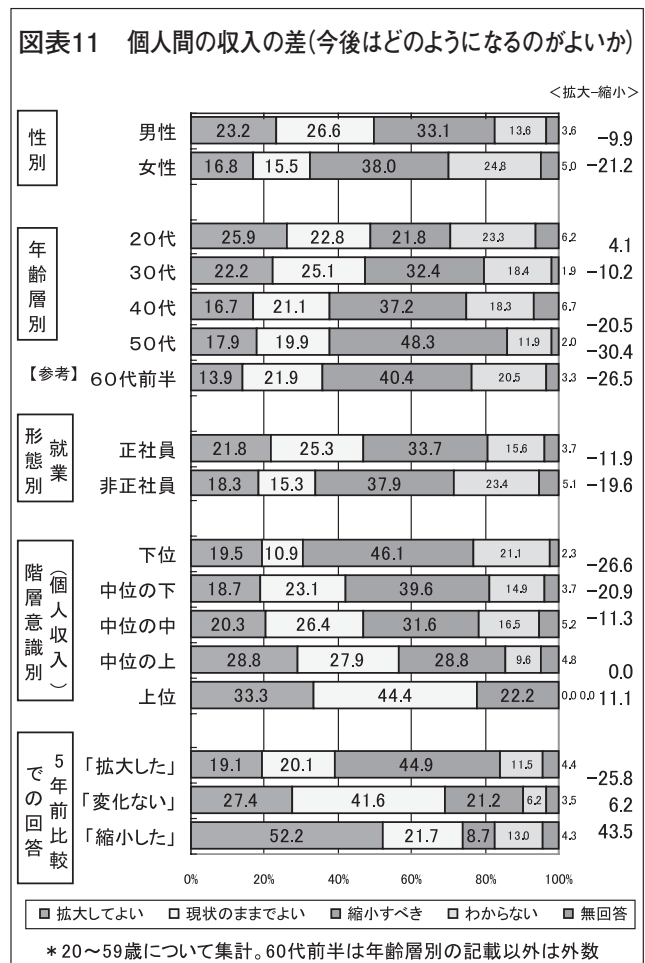 図表11　個人間の収入の差(今後はどのようになるのがよいか)
＜拡大−縮小＞
性別
男性 23.2 26.6 33.1 13.6 3.6 −9.9
女性 16.8 15.5 38.0 24.8 5.0 −21.2
年齢層別
20代 25.9 22.8 21.8 23.3 6.2 4.1
30代 22.2 25.1 32.4 18.4 1.9 −10.2
40代 16.7 21.1 37.2 18.3 6.7 −20.5
50代 17.9 19.9 48.3 11.9 2.0 −30.4
【参考】 60代前半 13.9 21.9 40.4 20.5 3.3 −26.5
就業形態別
正社員 21.8 25.3 33.7 15.6 3.7 −11.9
非正社員 18.3 15.3 37.9 23.4 5.1 −19.6
階層意識別（個人収入）
下位 19.5 10.9 46.1 21.1 2.3 −26.6
中位の下 18.7 23.1 39.6 14.9 3.7 −20.9
中位の中 20.3 26.4 31.6 16.5 5.2 −11.3
中位の上 28.8 27.9 28.8 9.6 4.8 0.0
上位 33.3 44.4 22.2 0.0 0.0 11.1
5年前比較での回答
「拡大した」 19.1 20.1 44.9 11.5 4.4 −25.8
「変化ない」 27.4 41.6 21.2 6.2 3.5 6.2
「縮小した」 52.2 21.7 8.7 13.0 4.3 43.5
0% 20% 40% 60% 80% 100%
拡大してよい 現状のままでよい 縮小すべき わからない 無回答
＊20〜59歳について集計。60代前半は年齢層別の記載以外は外数